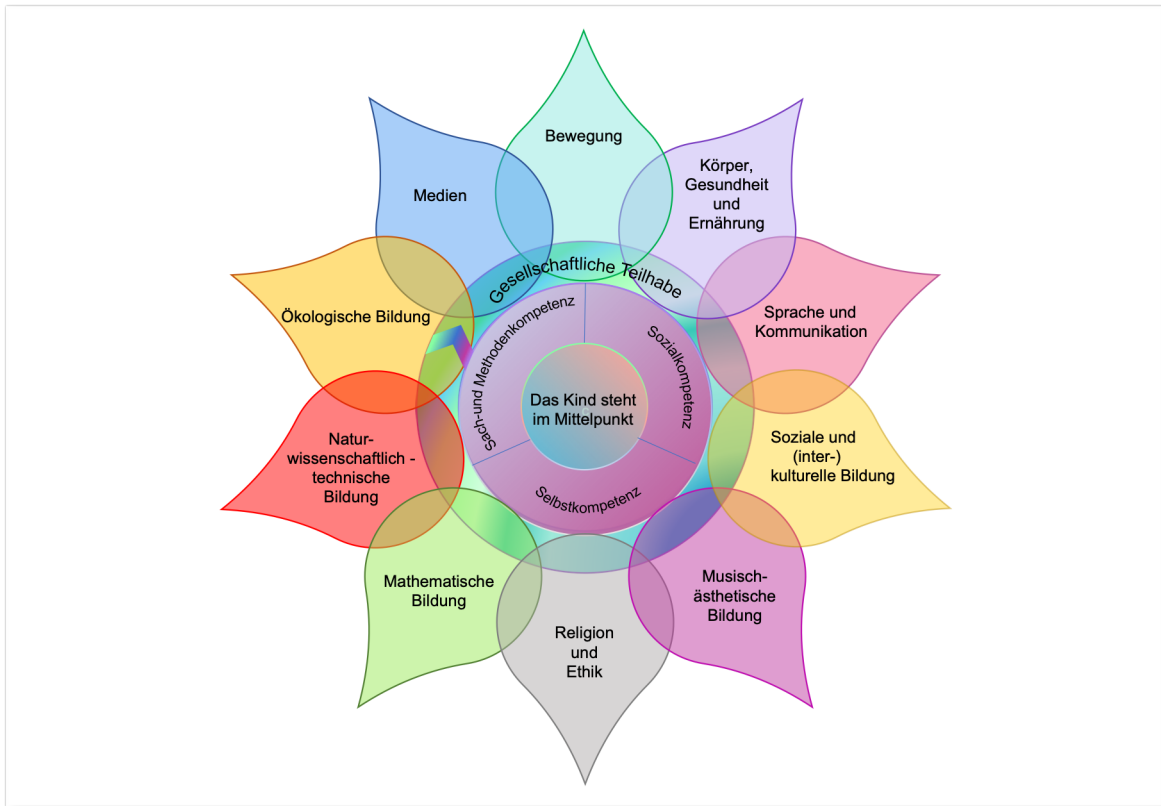 Bewegung
Körper,
Gesundheit
und
Ernährung
Sprache und
Kommunikation
Soziale und
(inter-)
kulturelle Bildung
Musisch-
ästhetische
Bildung
Religion
und
Ethik
Mathematische
Bildung
Natur-
wissenschaftlich -
technische
Bildung
Ökologische Bildung
Medien
Gesellschaftliche Teilhabe
Sach-und Methodenkompetenz
Sozialkompetenz
Selbstkompetenz
Das Kind steht
im Mittelpunkt